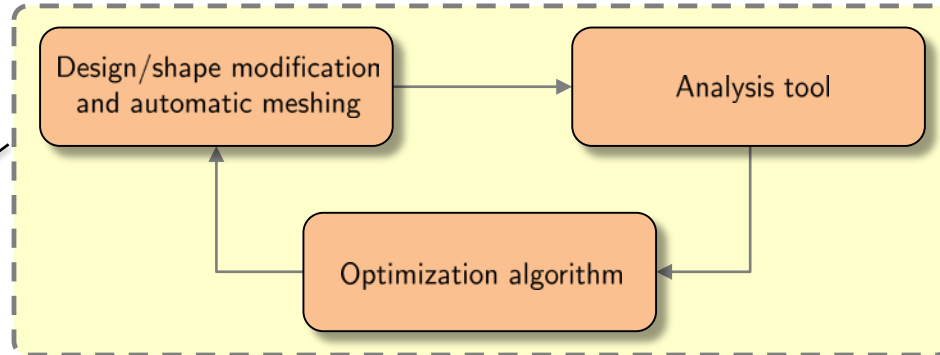 Design/shape modification
and automatic meshing
Analysis tool
Optimization algorithm